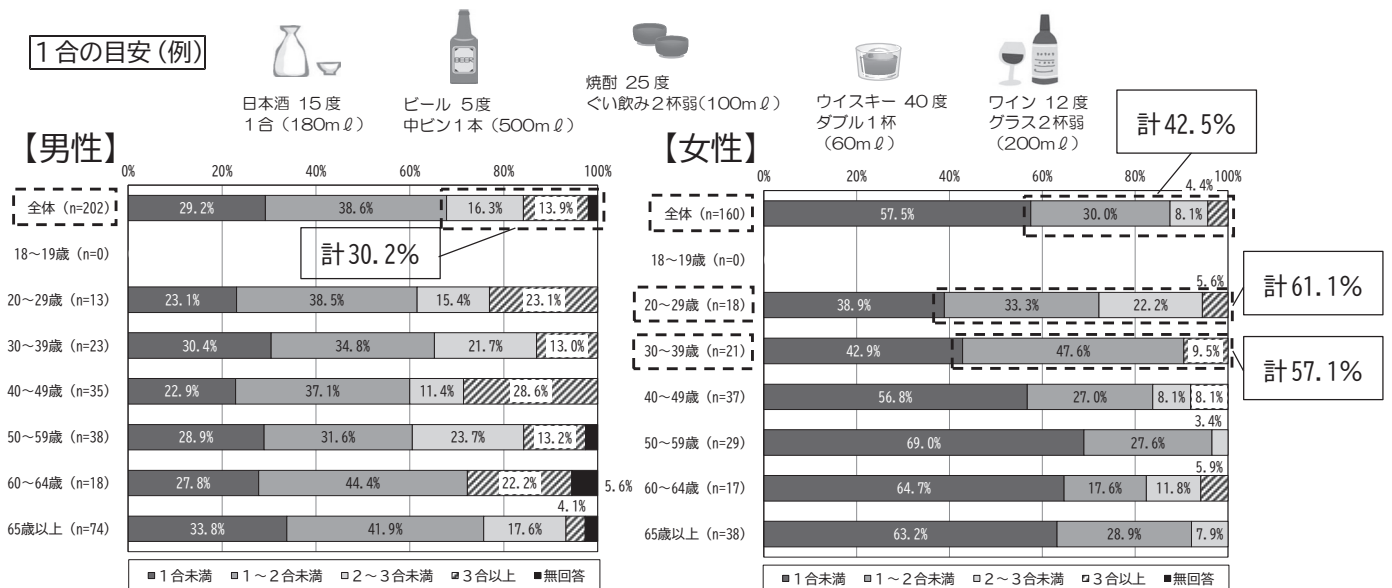 1合の目安(例)
BEER
日本酒 15度
1合(180mℓ)
ビール 5度
中ビン1本(500mℓ)
焼酎 25度
ぐい飲み2杯弱(100mℓ)
ウイスキー 40度
ダブル1杯
(60mℓ)
ワイン 12度
グラス2杯弱
(200mℓ)
【男性】
0% 20% 40% 60% 80% 100%
全体(n=202) 29.2% 38.6% 16.3% 13.9%
計30.2%
18~19歳(n=0)
20~29歳(n=13) 23.1% 38.5% 15.4% 23.1%
30~39歳(n=23) 30.4% 34.8% 21.7% 13.0%
40~49歳(n=35) 22.9% 37.1% 11.4% 28.6%
50~59歳(n=38) 28.9% 31.6% 23.7% 13.2%
60~64歳(n=18) 27.8% 44.4% 22.2% 5.6%
4.1%
65歳以上(n=74) 33.8% 41.9% 17.6%
■1合未満 ■1~2合未満 □2~3合未満 3合以上 ■無回答
【女性】
計42.5%
0% 20% 40% 60% 80% 100%
4.4%
全体(n=160) 57.5% 30.0% 8.1%
18~19歳(n=0)
5.6%
20~29歳(n=18) 38.9% 33.3% 22.2%
計61.1%
30~39歳(n=21) 42.9% 47.6% 9.5%
計57.1%
40~49歳(n=37) 56.8% 27.0% 8.1% 8.1%
3.4%
50~59歳(n=29) 69.0% 27.6%
5.9%
60~64歳(n=17) 64.7% 17.6% 11.8%
65歳以上(n=38) 63.2% 28.9% 7.9%
■1合未満 ■1~2合未満 □2~3合未満 3合以上 ■無回答